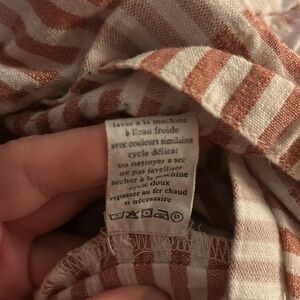 laver à la machine
à l'eau froide
avec couleurs similaires
cycle délicat
ou nettoyer a sec
ne pas javelliser
sécher à la machine
cycle doux
repasser au fer chaud
si nécessaire